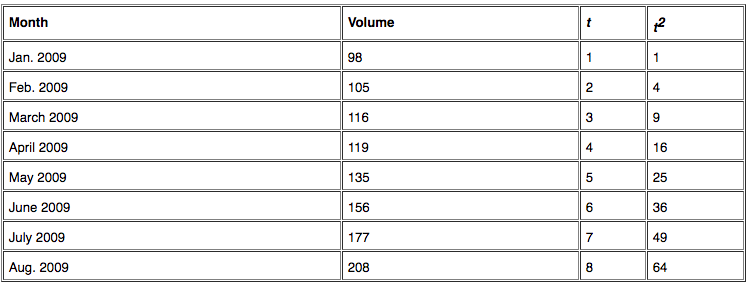 Month Volume t t2
Jan. 2009 98 1 1
Feb. 2009 105 2 4
March 2009 116 3 9
April 2009 119 4 16
May 2009 135 5 25
June 2009 156 6 36
July 2009 177 7 49
Aug. 2009 208 8 64